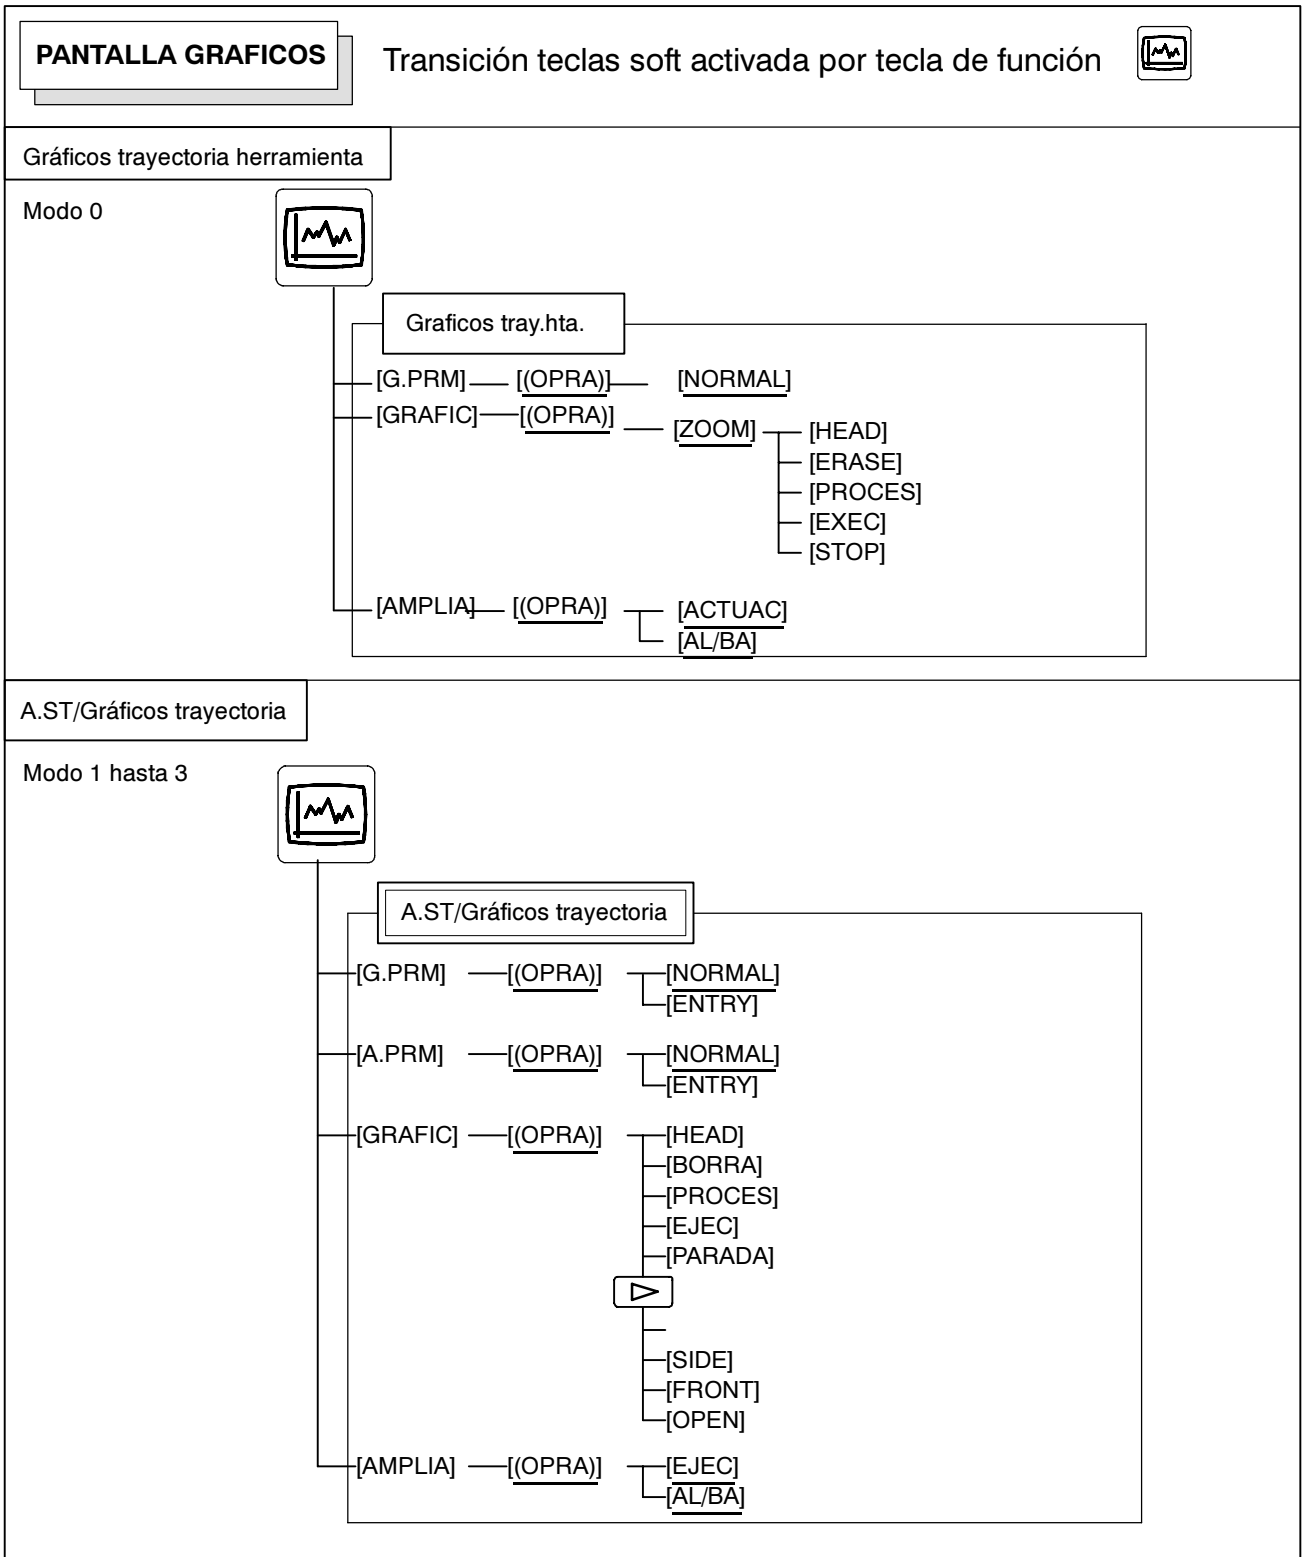 PANTALLA GRAFICOS Transición teclas soft activada por tecla de función
Gráficos trayectoria herramienta
Modo 0
Graficos tray.hta.
[G.PRM] [(OPRA)] [NORMAL]
[GRAFIC] [(OPRA)] [ZOOM] [HEAD]
[ERASE]
[PROCES]
[EXEC]
[STOP]
[AMPLIA] [(OPRA)] [ACTUAC]
[AL/BA]
A.ST/Gráficos trayectoria
Modo 1 hasta 3
A.ST/Gráficos trayectoria
[G.PRM] [(OPRA)] [NORMAL]
[ENTRY]
[A.PRM] [(OPRA)] [NORMAL]
[ENTRY]
[GRAFIC] [(OPRA)] [HEAD]
[BORRA]
[PROCES]
[EJEC]
[PARADA]
[SIDE]
[FRONT]
[OPEN]
[AMPLIA] [(OPRA)] [EJEC]
[AL/BA]